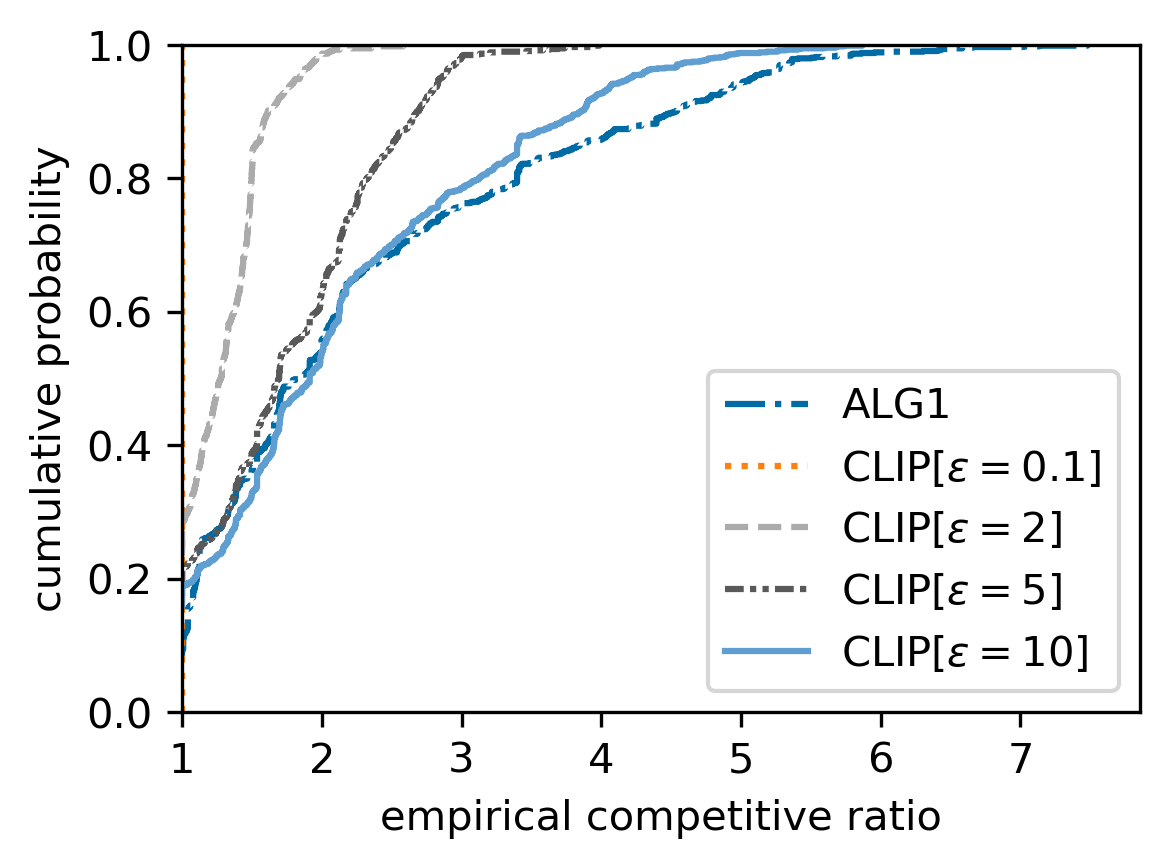 1.0
0.8
0.6
0.4
0.2
0.0
cumulative probability
ALG1
CLIP[ε = 0.1]
CLIP[ε = 2]
CLIP[ε = 5]
CLIP[ε = 10]
1 2 3 4 5 6 7
empirical competitive ratio